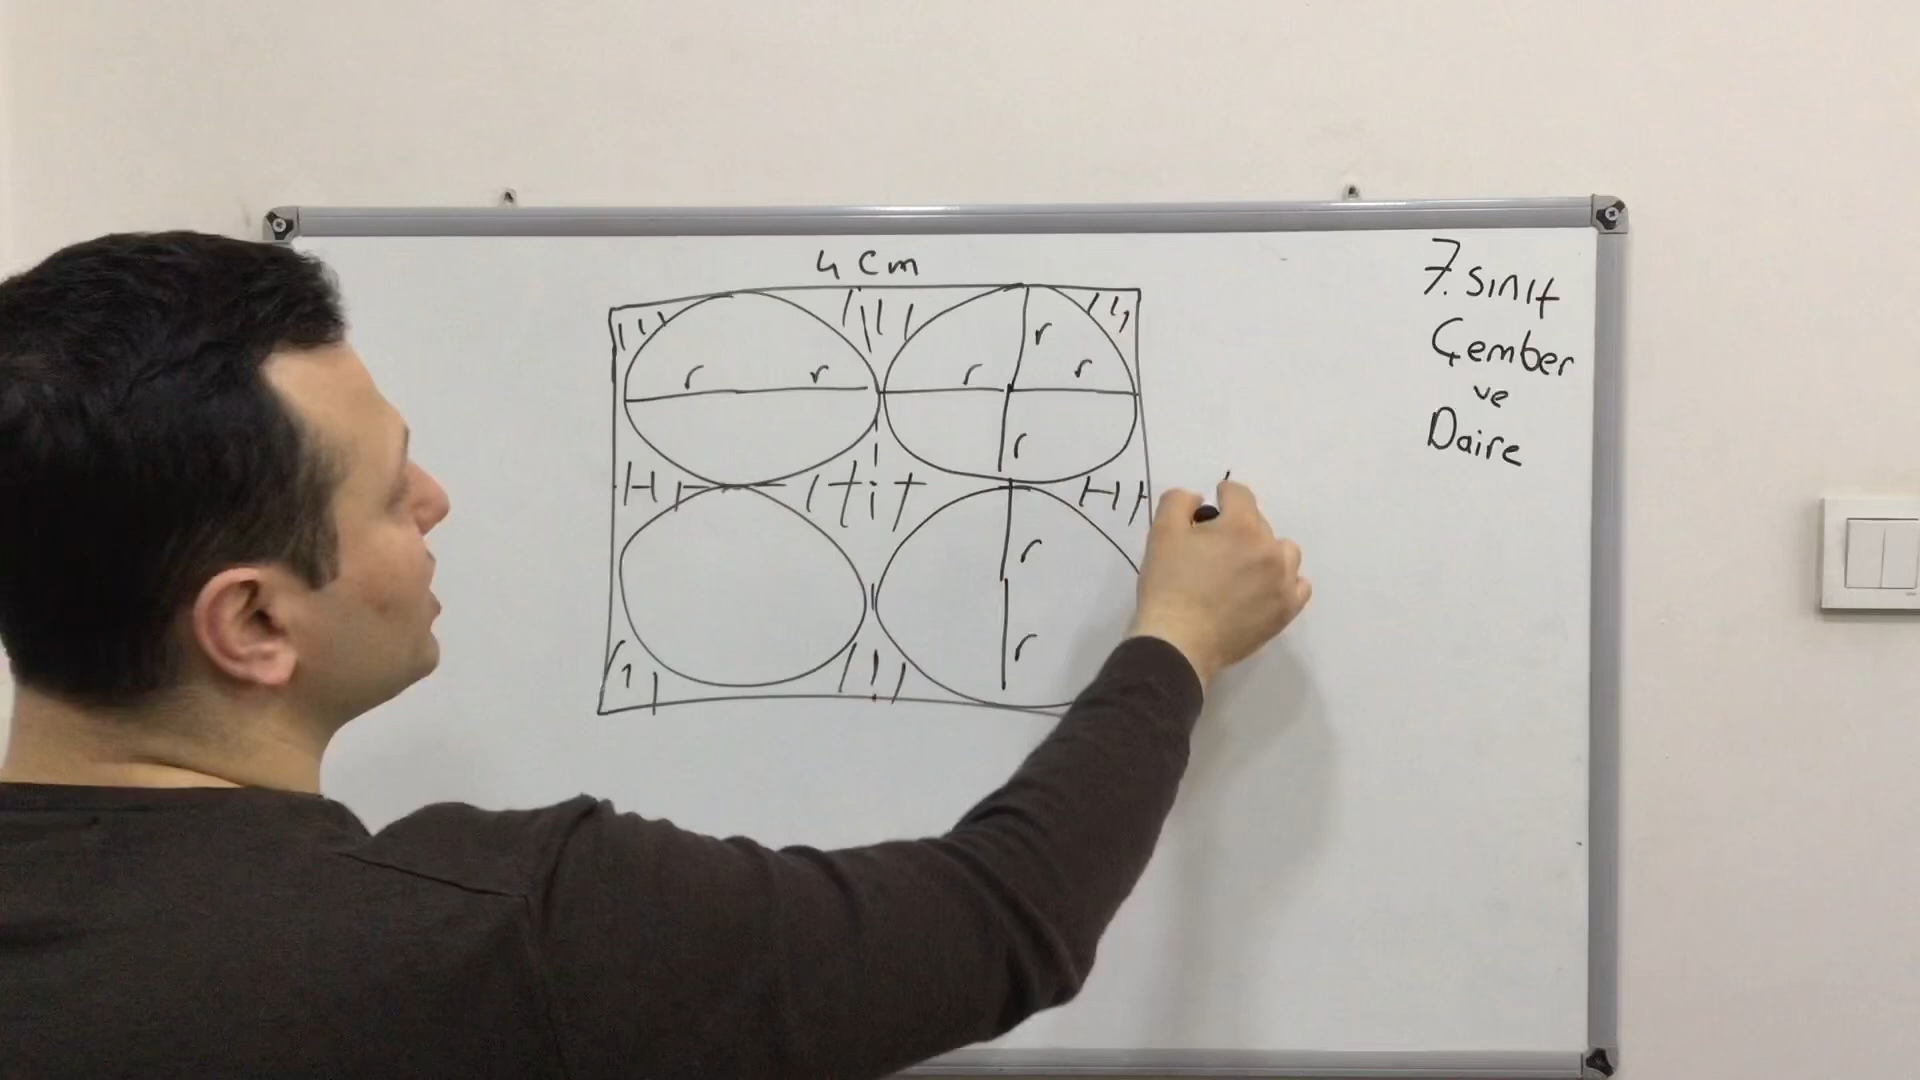 4 cm
r
r r r r
r
r
r
7. sınıf
Çember
ve
Daire